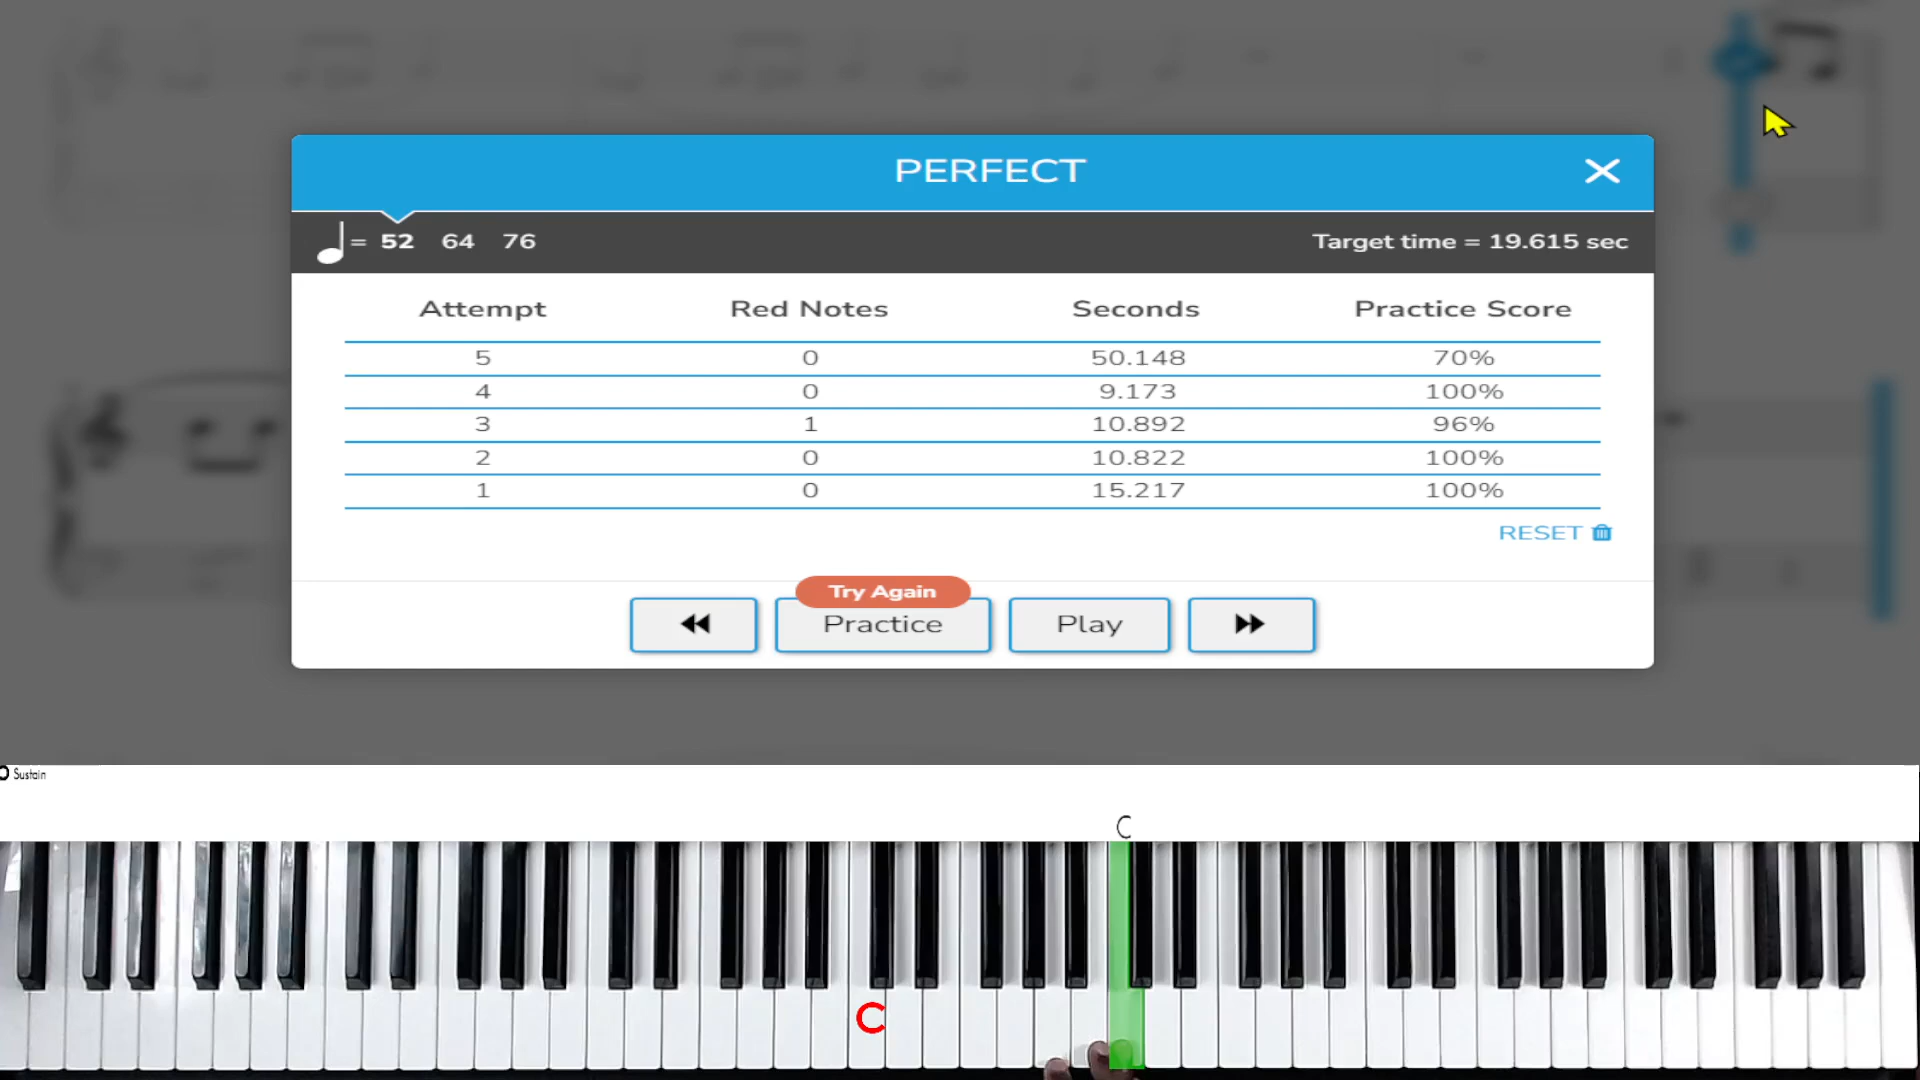 PERFECT
= 52 64 76 Target time = 19.615 sec
Attempt Red Notes Seconds Practice Score
5 0 50.148 70%
4 0 9.173 100%
3 1 10.892 96%
2 0 10.822 100%
1 0 15.217 100%
RESET
Try Again
Practice Play
Sustain
C
C